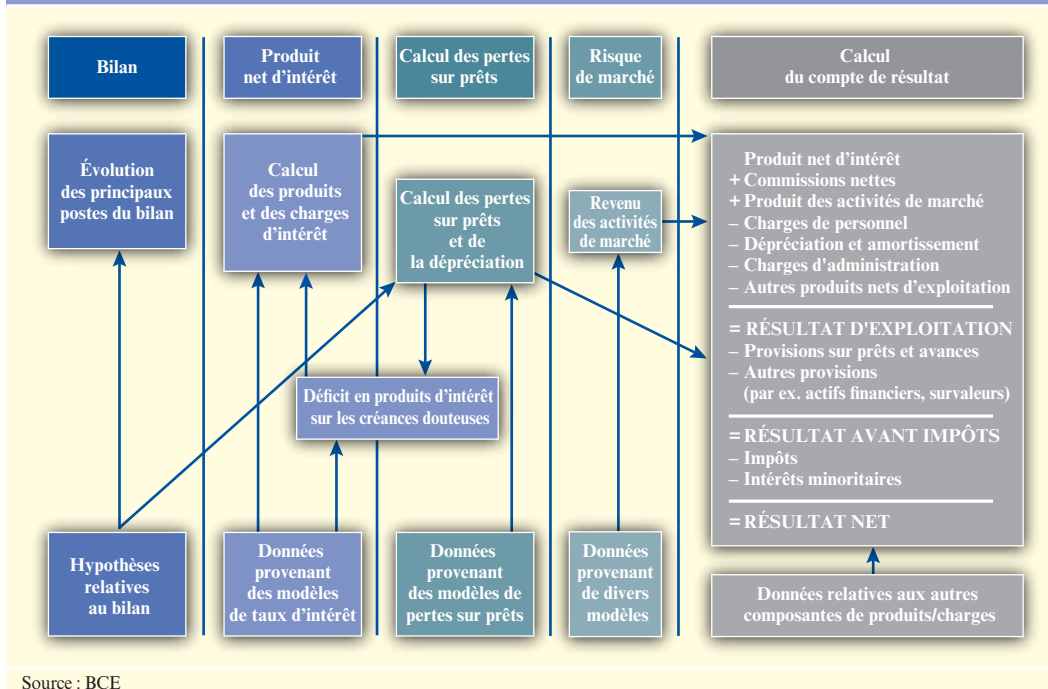 Bilan
Produit
net d'intérêt
Calcul des pertes
sur prêts
Risque
de marché
Calcul
du compte de résultat
Évolution
des principaux
postes du bilan
Calcul
des produits
et des charges
d'intérêt
Calcul des pertes
sur prêts
et de
la dépréciation
Revenu
des activités
de marché
Produit net d'intérêt
+ Commissions nettes
+ Produit des activités de marché
– Charges de personnel
– Dépréciation et amortissement
– Charges d'administration
– Autres produits nets d'exploitation
= RÉSULTAT D'EXPLOITATION
– Provisions sur prêts et avances
– Autres provisions
(par ex. actifs financiers, survaleurs)
= RÉSULTAT AVANT IMPÔTS
– Impôts
– Intérêts minoritaires
= RÉSULTAT NET
Déficit en produits d'intérêt
sur les créances douteuses
Hypothèses
relatives
au bilan
Données
provenant
des modèles
de taux d'intérêt
Données
provenant
des modèles de
pertes sur prêts
Données
provenant
de divers
modèles
Données relatives aux autres
composantes de produits/charges
Source : BCE